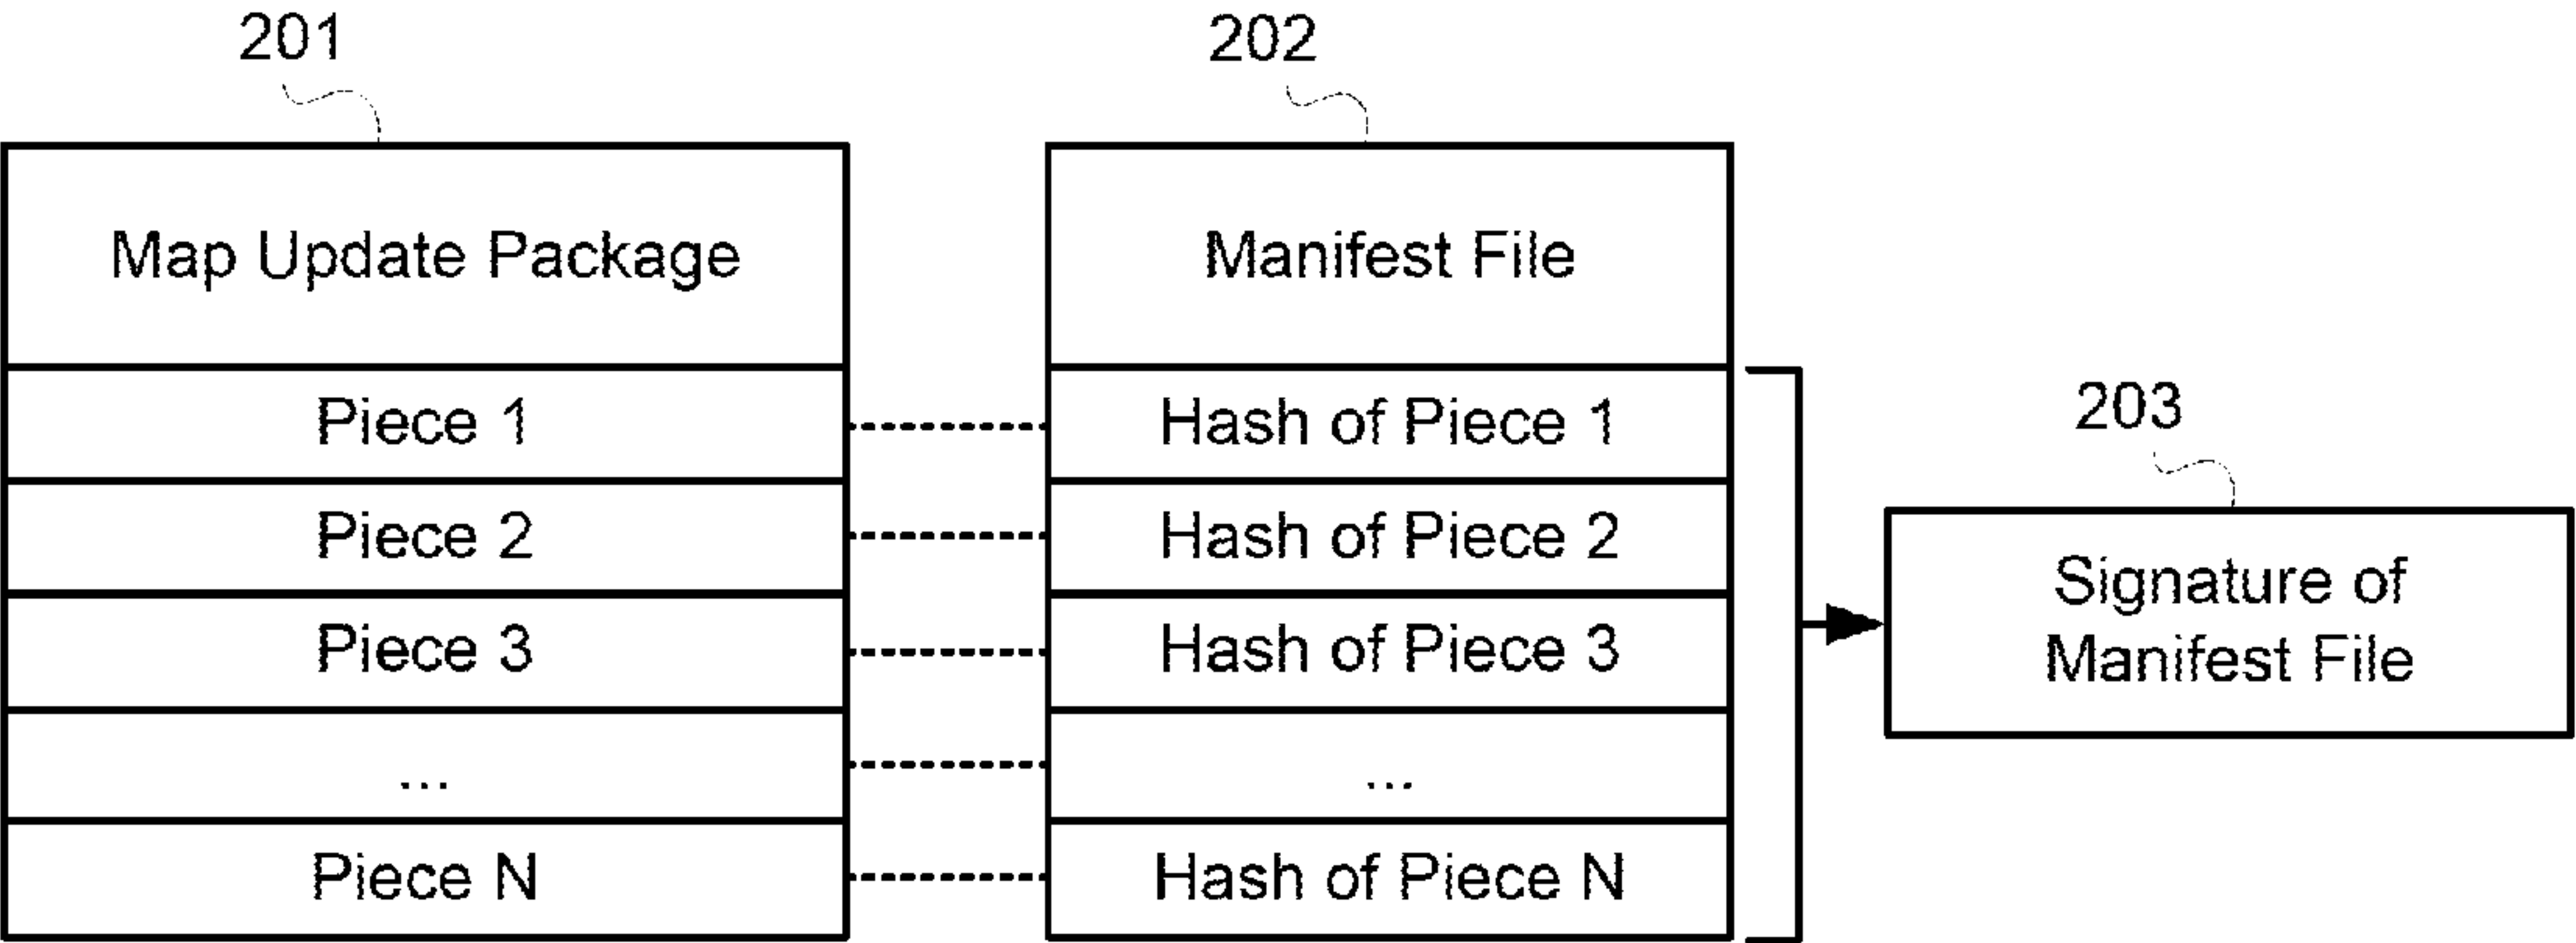 201
202
Map Update Package
Manifest File
Piece 1
Hash of Piece 1
203
Piece 2
Hash of Piece 2
Signature of
Manifest File
Piece 3
Hash of Piece 3
...
...
Piece N
Hash of Piece N